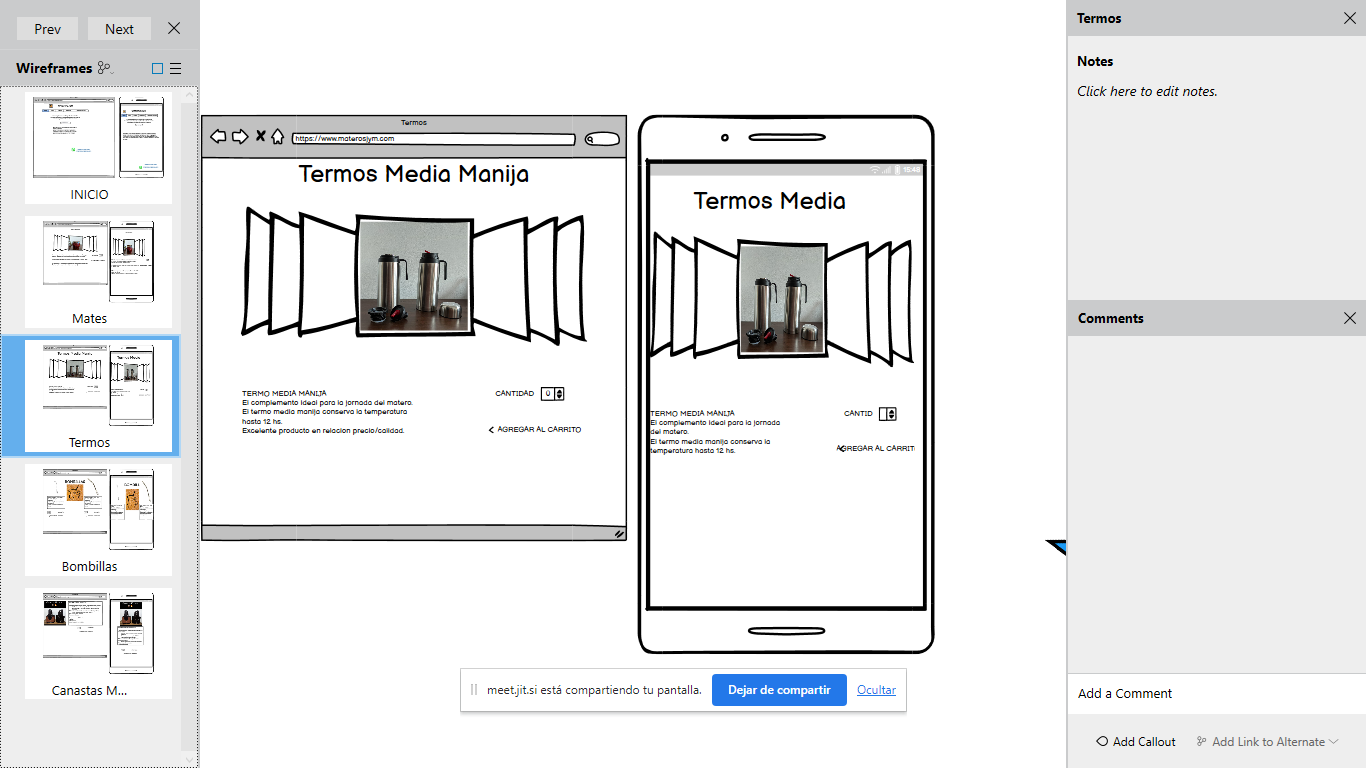 Prev
Next
Wireframes
INICIO
Mates
Termos
Bombillas
Canastas M...
Termos
https://www.materosjym.com
Termos Media Manija
TERMO MEDIA MANIJA
El complemento ideal para la jornada del matero.
El termo media manija conserva la temperatura
hasta 12 hs.
Excelente producto en relacion precio/calidad.
CANTIDAD
0
AGREGAR AL CARRITO
15:46
Termos Media
TERMO MEDIA MANIJA
El complemento ideal para la jornada
del matero.
El termo media manija conserva la
temperatura hasta 12 hs.
CANTID
AGREGAR AL CARRIT
meet.jit.si está compartiendo tu pantalla.
Dejar de compartir
Ocultar
Termos
Notes
Click here to edit notes.
Comments
Add a Comment
Add Callout
Add Link to Alternate